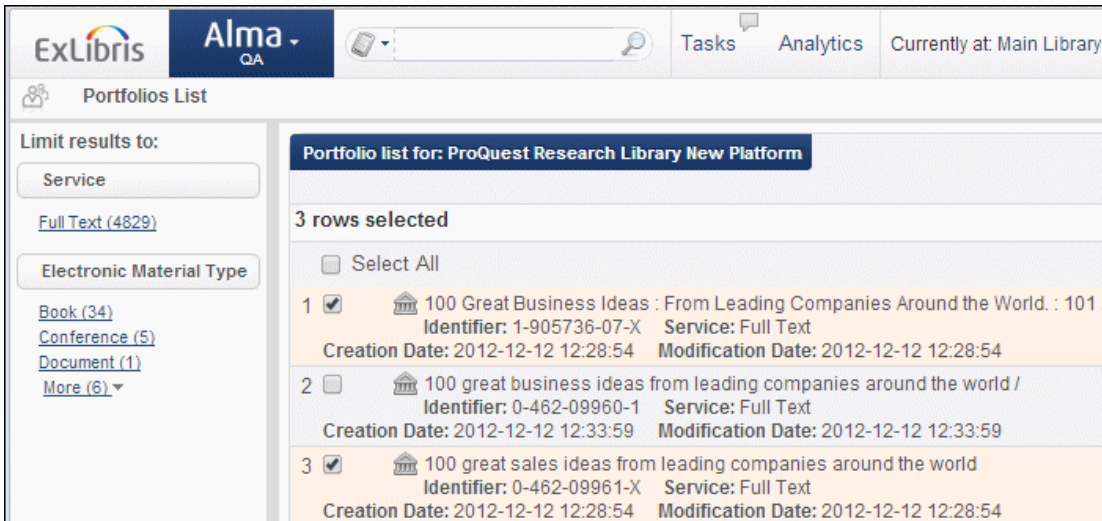 ExLibris
Alma
QA
Tasks
Analytics
Currently at: Main Library
Portfolios List
Limit results to:
Service
Full Text (4829)
Electronic Material Type
Book (34)
Conference (5)
Document (1)
More (6)
Portfolio list for: ProQuest Research Library New Platform
3 rows selected
Select All
1 100 Great Business Ideas : From Leading Companies Around the World. : 101
Identifier: 1-905736-07-X Service: Full Text
Creation Date: 2012-12-12 12:28:54 Modification Date: 2012-12-12 12:28:54
2 100 great business ideas from leading companies around the world /
Identifier: 0-462-09960-1 Service: Full Text
Creation Date: 2012-12-12 12:33:59 Modification Date: 2012-12-12 12:33:59
3 100 great sales ideas from leading companies around the world
Identifier: 0-462-09961-X Service: Full Text
Creation Date: 2012-12-12 12:28:54 Modification Date: 2012-12-12 12:28:54